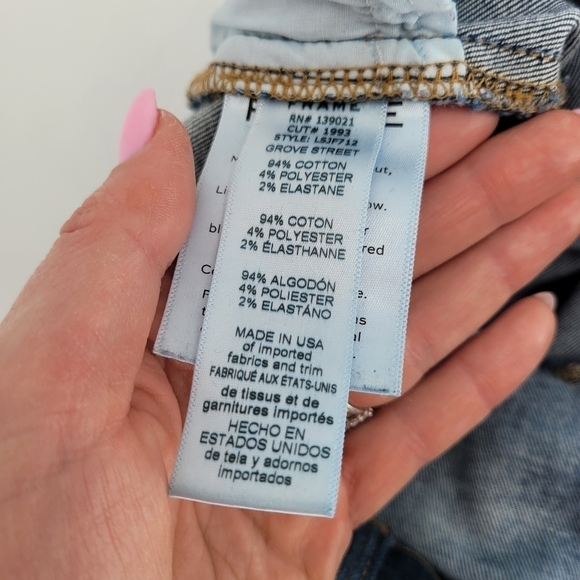 FRAME
RN# 139021
CUT# 1993
STYLE: LSJF712
GROVE STREET
94% COTTON
4% POLYESTER
2% ELASTANE
94% COTON
4% POLYESTER
2% ÉLASTHANNE
94% ALGODÓN
4% POLIESTER
2% ELASTANO
MADE IN USA
of imported
fabrics and trim
FABRIQUÉ AUX ÉTATS-UNIS
de tissus et de
garnitures importés
HECHO EN
ESTADOS UNIDOS
de tela y adornos
importados